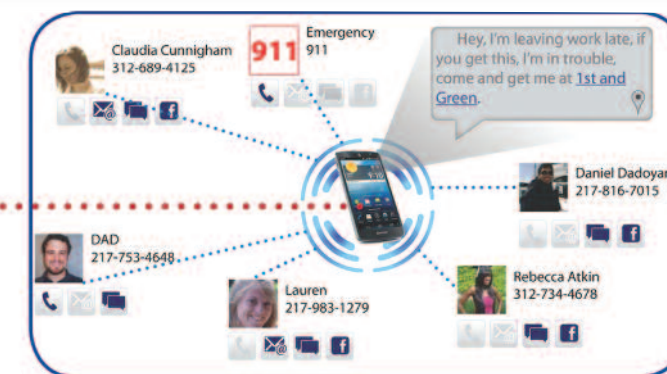 Claudia Cunnigham
312-689-4125
911
Emergency
911
Hey, I'm leaving work late, if
you get this, I'm in trouble,
come and get me at 1st and
Green.
Daniel Dadoyan
217-816-7015
DAD
217-753-4648
Lauren
217-983-1279
Rebecca Atkin
312-734-4678